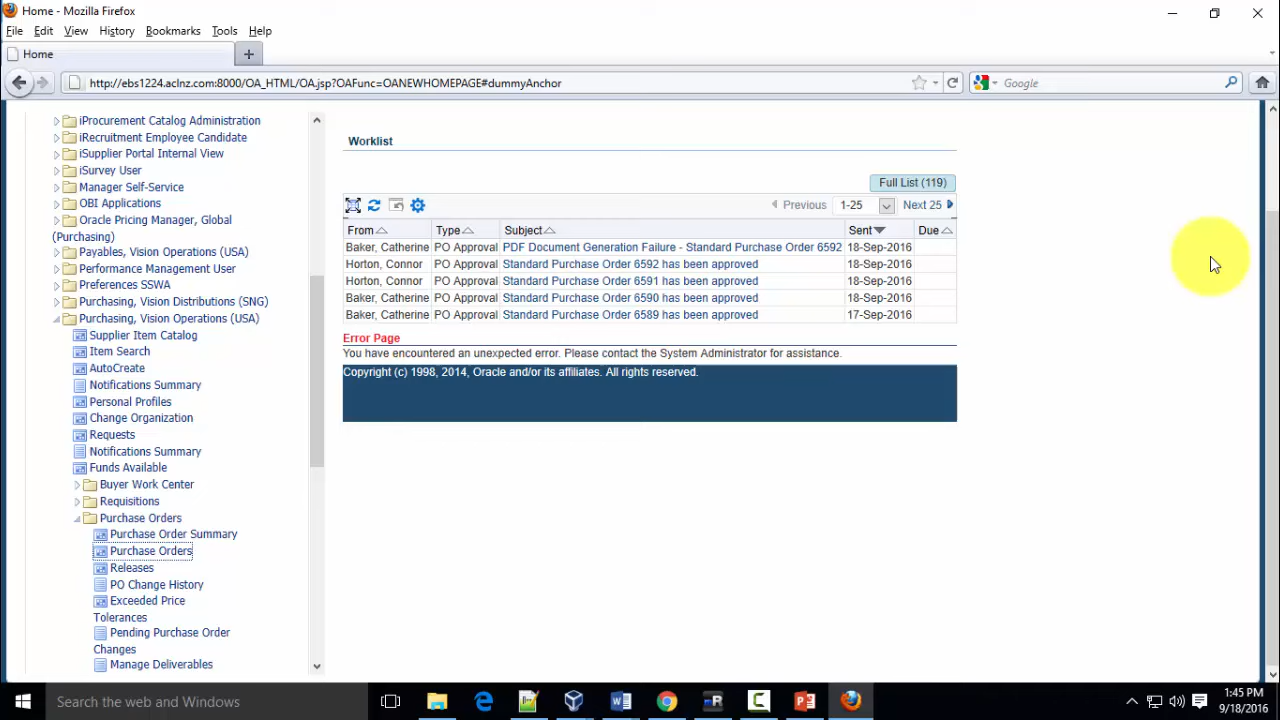 Home - Mozilla Firefox
File Edit View History Bookmarks Tools Help
Home
http://ebs1224.aclnz.com:8000/OA_HTML/OA.jsp?OAFunc=OANEWHOMEPAGE#dummyAnchor
Google
iProcurement Catalog Administration
iRecruitment Employee Candidate
iSupplier Portal Internal View
iSurvey User
Manager Self-Service
OBI Applications
Oracle Pricing Manager, Global
(Purchasing)
Payables, Vision Operations (USA)
Performance Management User
Preferences SSWA
Purchasing, Vision Distributions (SNG)
Purchasing, Vision Operations (USA)
Supplier Item Catalog
Item Search
AutoCreate
Notifications Summary
Personal Profiles
Change Organization
Requests
Notifications Summary
Funds Available
Buyer Work Center
Requisitions
Purchase Orders
Purchase Order Summary
Purchase Orders
Releases
PO Change History
Exceeded Price
Tolerances
Pending Purchase Order
Changes
Manage Deliverables
Worklist
Full List (119)
Previous 1-25 Next 25
From Type Subject Sent Due
Baker, Catherine PO Approval PDF Document Generation Failure - Standard Purchase Order 6592 18-Sep-2016
Horton, Connor PO Approval Standard Purchase Order 6592 has been approved 18-Sep-2016
Horton, Connor PO Approval Standard Purchase Order 6591 has been approved 18-Sep-2016
Baker, Catherine PO Approval Standard Purchase Order 6590 has been approved 18-Sep-2016
Baker, Catherine PO Approval Standard Purchase Order 6589 has been approved 17-Sep-2016
Error Page
You have encountered an unexpected error. Please contact the System Administrator for assistance.
Copyright (c) 1998, 2014, Oracle and/or its affiliates. All rights reserved.
Search the web and Windows
1:45 PM
9/18/2016